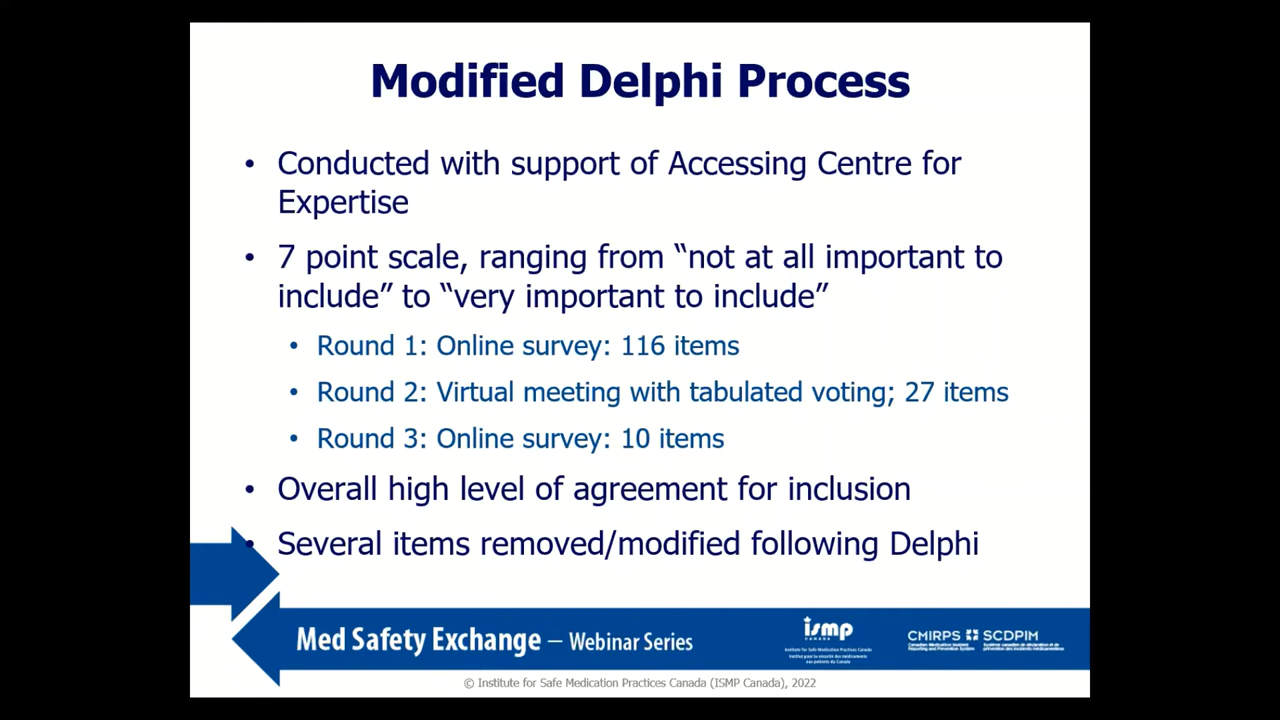 Modified Delphi Process
• Conducted with support of Accessing Centre for
Expertise
• 7 point scale, ranging from “not at all important to
include” to “very important to include”
• Round 1: Online survey: 116 items
• Round 2: Virtual meeting with tabulated voting; 27 items
• Round 3: Online survey: 10 items
• Overall high level of agreement for inclusion
• Several items removed/modified following Delphi
Med Safety Exchange – Webinar Series
ismp
CANADA
Institute for Safe Medication Practices Canada
Institut pour la sécurité des médicaments
aux patients du Canada
CMIRPS SCDPIM
Canadian Medication Incident
Reporting and Prevention System
Système canadien de déclaration et de
prévention des incidents médicamenteux
© Institute for Safe Medication Practices Canada (ISMP Canada), 2022